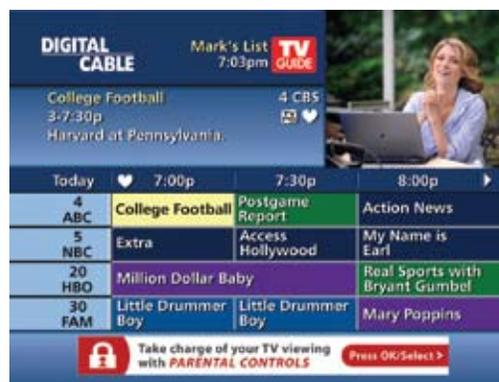 DIGITAL
CABLE
Mark's List
7:03pm
TV
GUIDE
College Football
4 CBS
3-7:30p
Harvard at Pennsylvania.
Today 7:00p 7:30p 8:00p
4
ABC
College Football
Postgame
Report
Action News
5
NBC
Extra
Access
Hollywood
My Name is
Earl
20
HBO
Million Dollar Baby
Real Sports with
Bryant Gumbel
30
FAM
Little Drummer
Boy
Little Drummer
Boy
Mary Poppins
Take charge of your TV viewing
with PARENTAL CONTROLS
Press OK/Select >